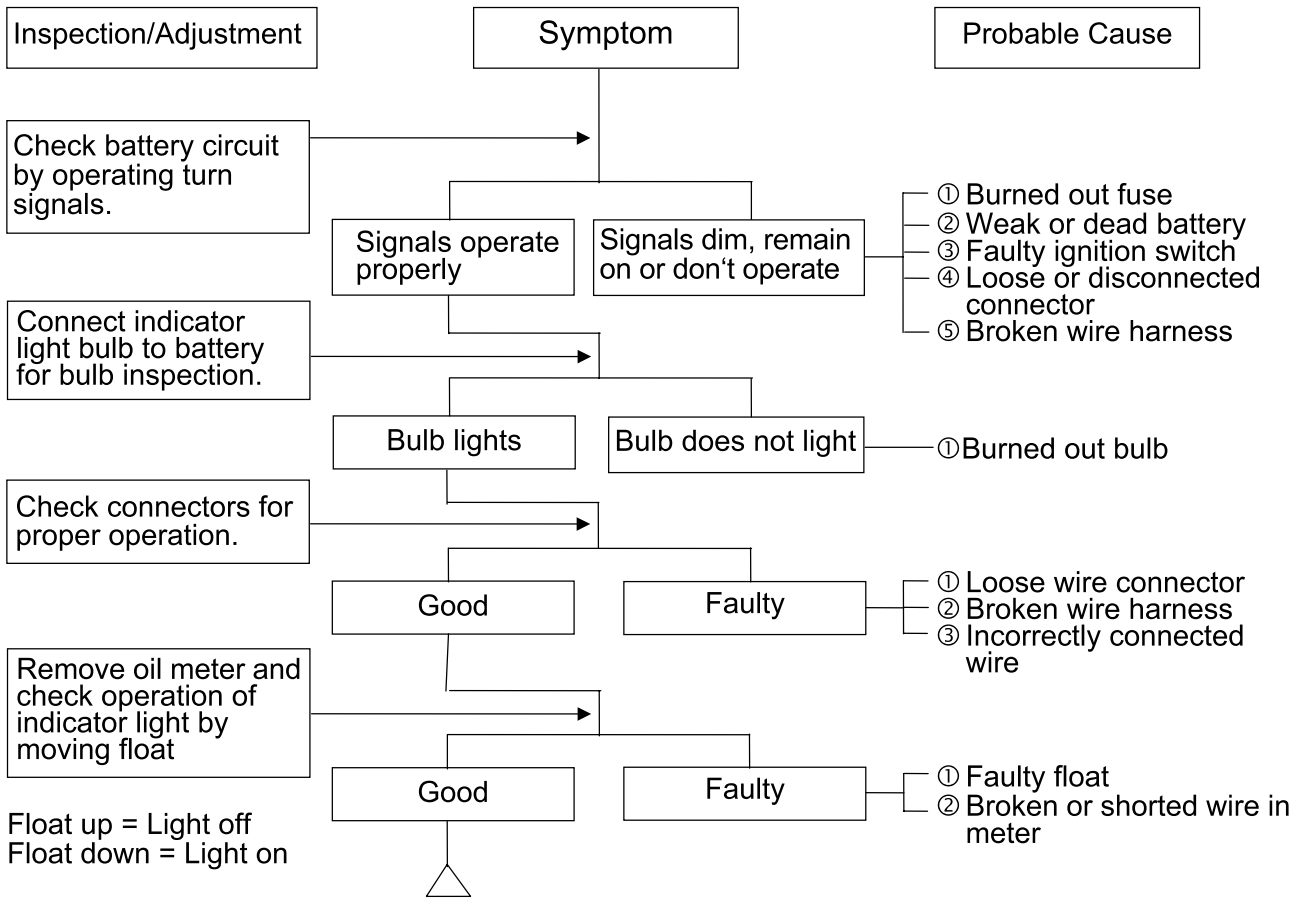 Inspection/Adjustment
Symptom
Probable Cause
Check battery circuit
by operating turn
signals.
Signals operate
properly
Signals dim, remain
on or don‘t operate
① Burned out fuse
② Weak or dead battery
③ Faulty ignition switch
④ Loose or disconnected
connector
⑤ Broken wire harness
Connect indicator
light bulb to battery
for bulb inspection.
Bulb lights
Bulb does not light
①Burned out bulb
Check connectors for
proper operation.
Good
Faulty
① Loose wire connector
② Broken wire harness
③ Incorrectly connected
wire
Remove oil meter and
check operation of
indicator light by
moving float
Good
Faulty
① Faulty float
② Broken or shorted wire in
meter
Float up = Light off
Float down = Light on